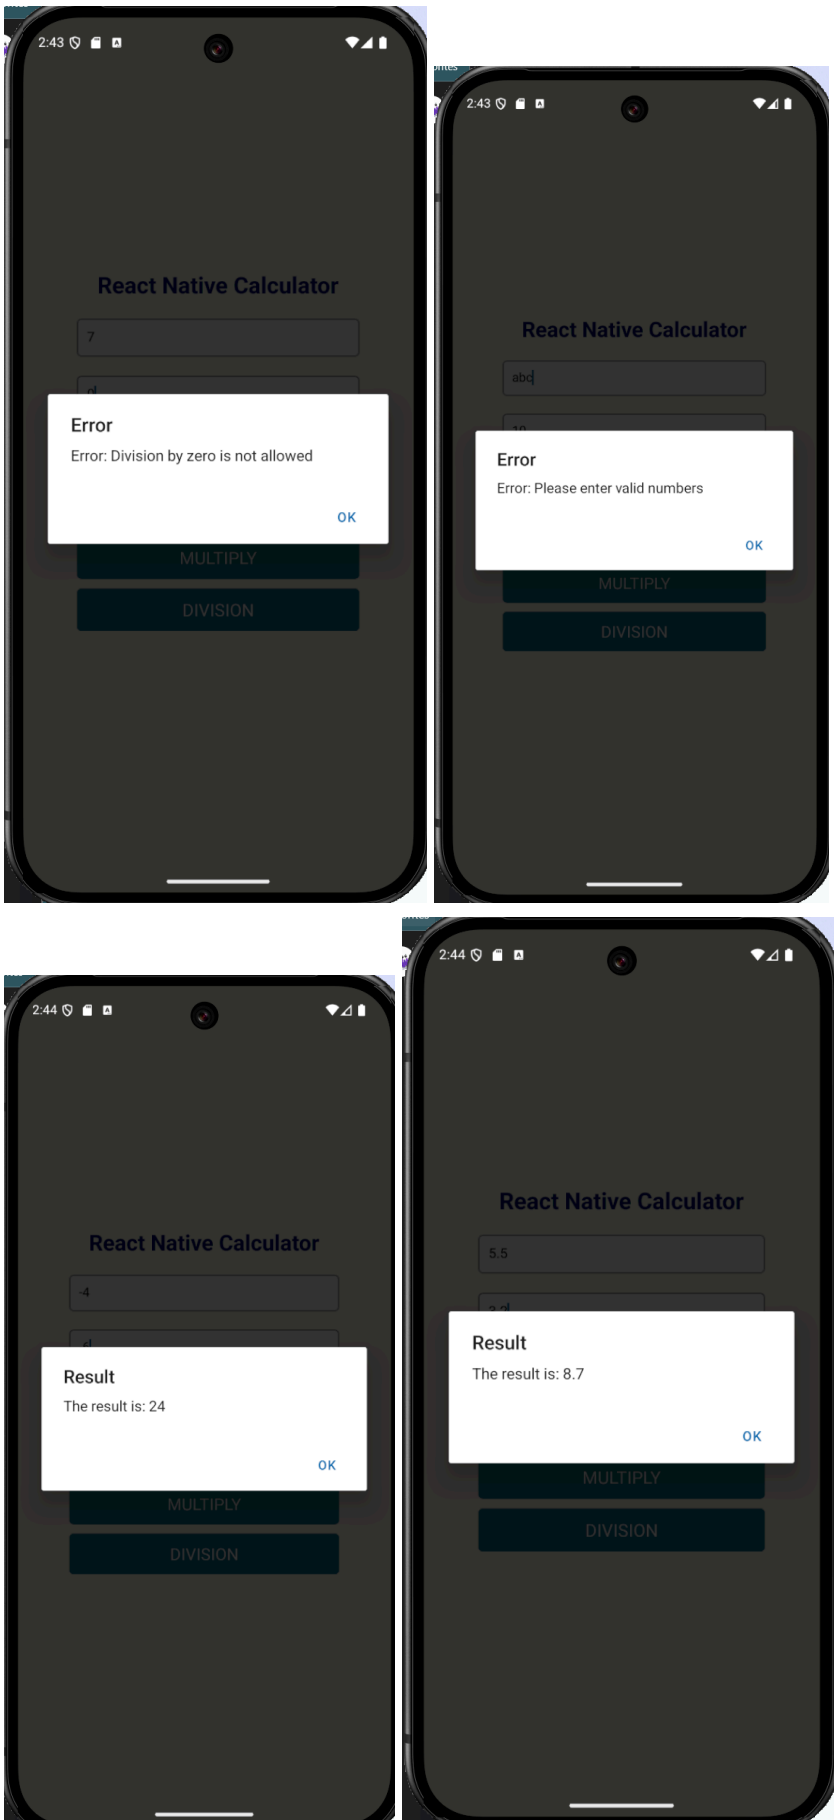 2:43
React Native Calculator
7
Error
Error: Division by zero is not allowed
OK
MULTIPLY
DIVISION
2:43
React Native Calculator
abc
10
Error
Error: Please enter valid numbers
OK
MULTIPLY
DIVISION
2:44
React Native Calculator
-4
Result
The result is: 24
OK
MULTIPLY
DIVISION
2:44
React Native Calculator
5.5
3.2
Result
The result is: 8.7
OK
MULTIPLY
DIVISION